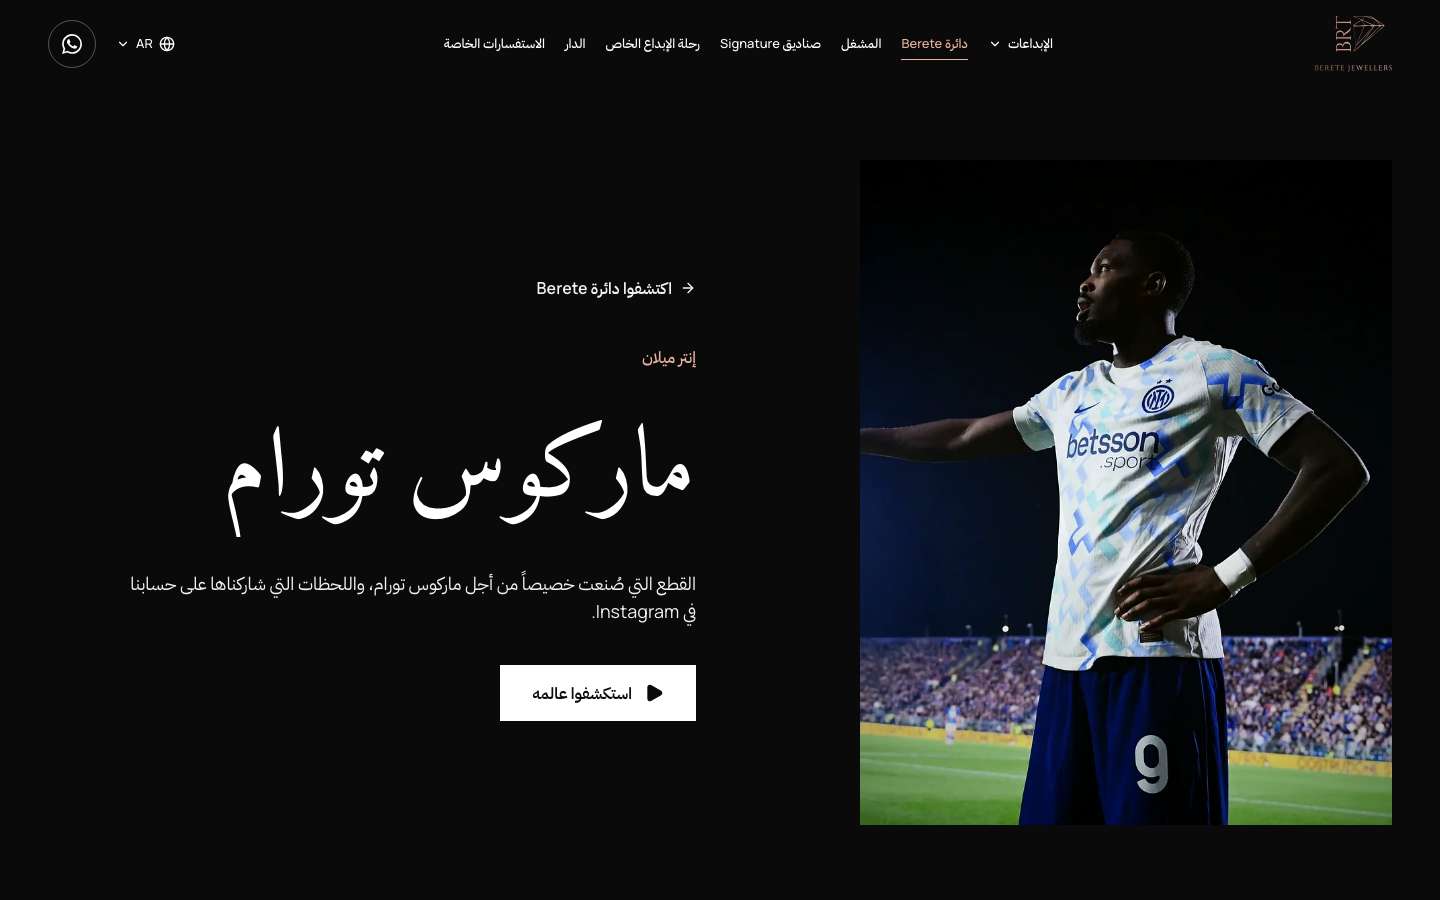 BRT
BERETE JEWELLERS
الإبداعات
دائرة Berete
المشغل
صناديق Signature
رحلة الإبداع الخاص
الدار
الاستفسارات الخاصة
AR
اكتشفوا دائرة Berete
إنتر ميلان
ماركوس تورام
القطع التي صُنعت خصيصاً من أجل ماركوس تورام، واللحظات التي شاركناها على حسابنا
في Instagram.
استكشفوا عالمه
betsson
.sport
9